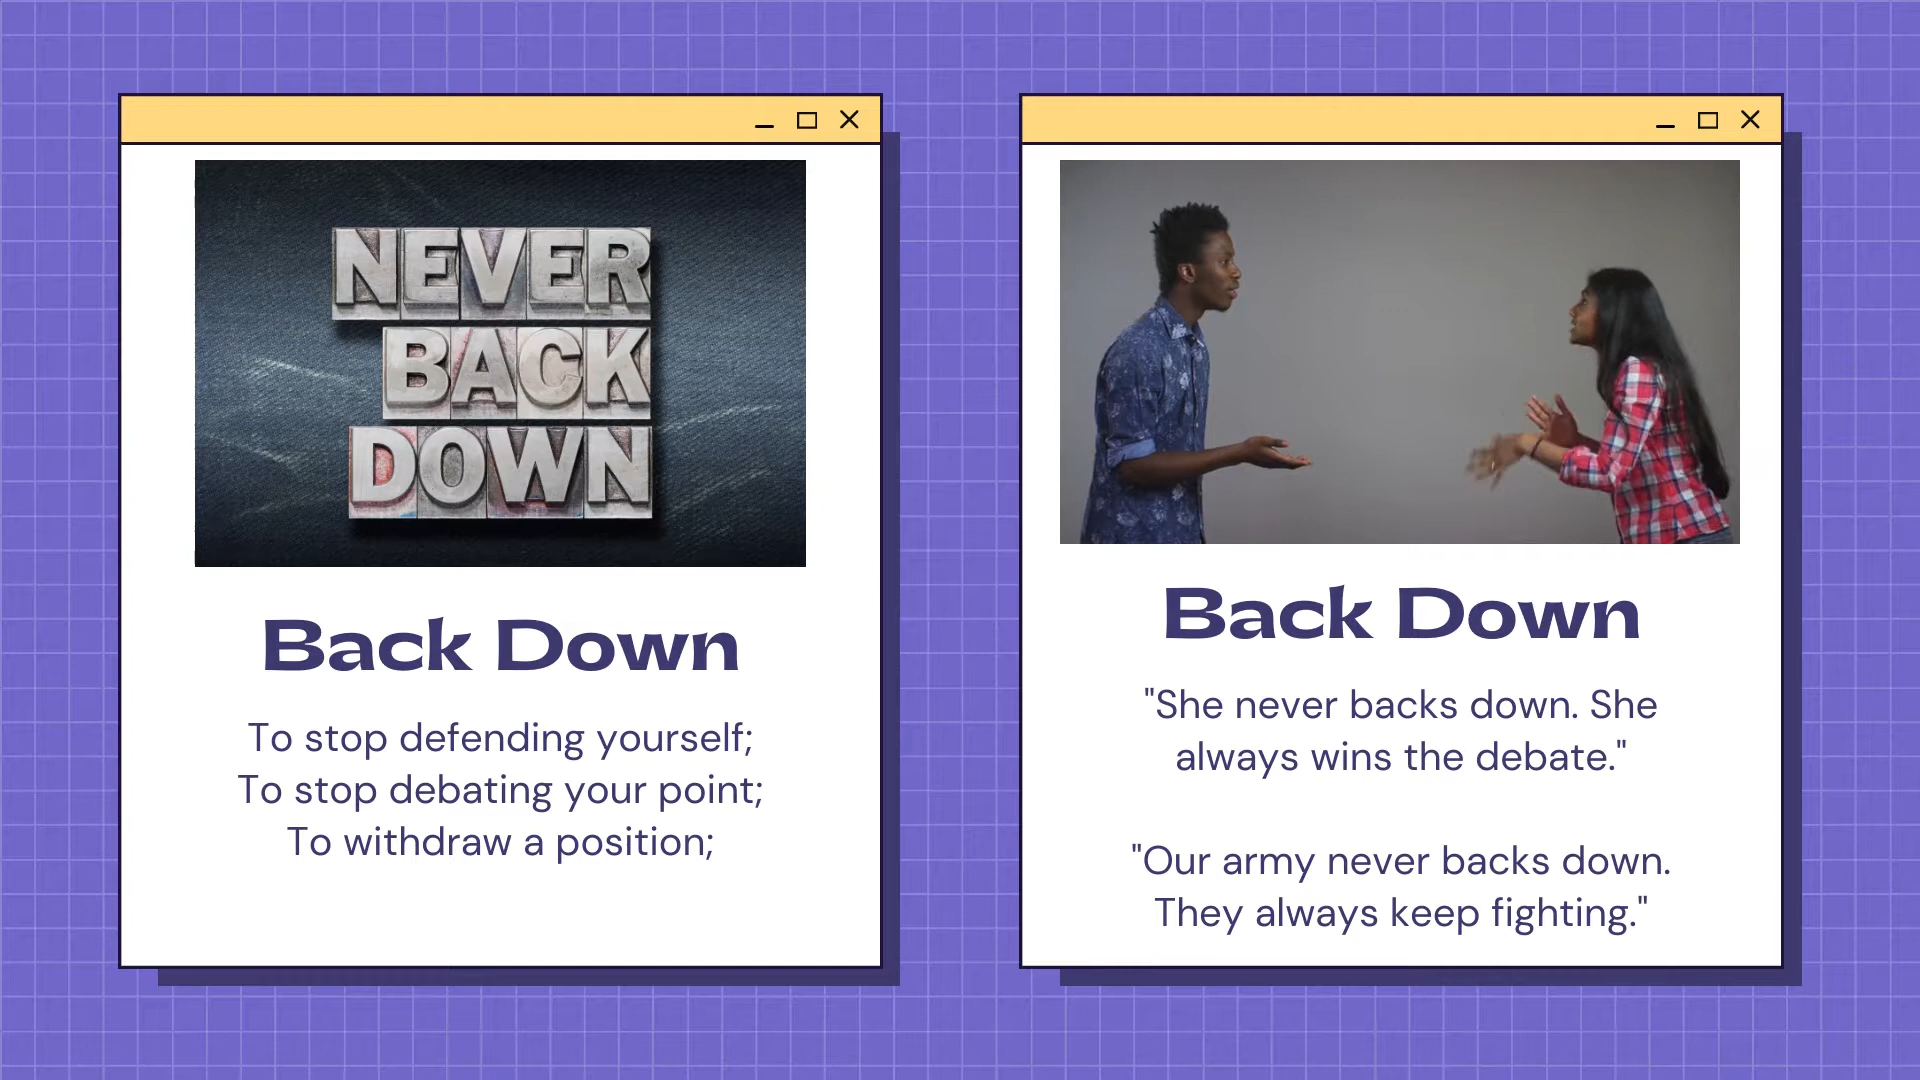 NEVER
BACK
DOWN
Back Down
To stop defending yourself;
To stop debating your point;
To withdraw a position;
Back Down
"She never backs down. She
always wins the debate."
"Our army never backs down.
They always keep fighting."